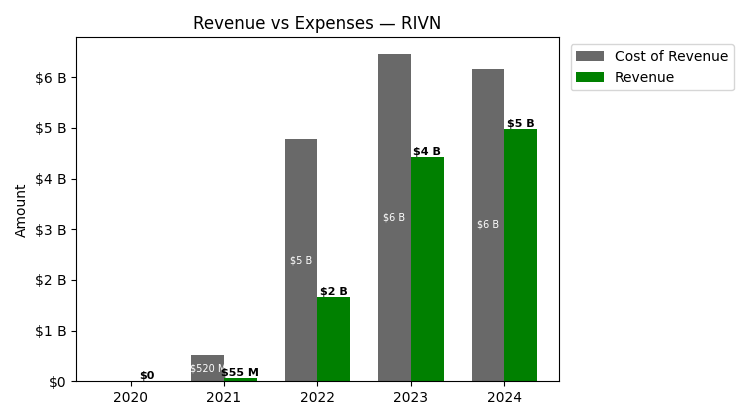 Revenue vs Expenses — RIVN
Cost of Revenue
Revenue
Amount
$6 B
$5 B
$4 B
$3 B
$2 B
$1 B
$0
$0
$520 M
$55 M
$5 B
$2 B
$6 B
$4 B
$6 B
$5 B
2020 2021 2022 2023 2024